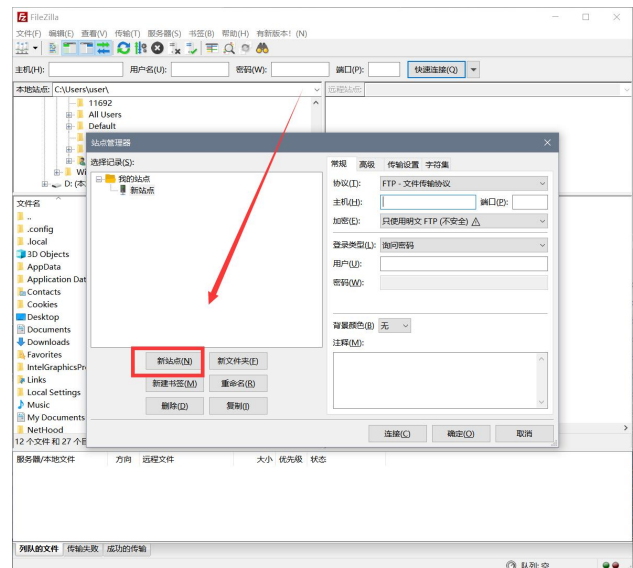 FileZilla
文件(F) 编辑(E) 查看(V) 传输(T) 服务器(S) 书签(B) 帮助(H) 有新版本! (N)
主机(H): 用户名(U): 密码(W): 端口(P): 快速连接(Q)
本地站点: C:\Users\user\ 远程站点:
11692
All Users
Default
站点管理器
选择记录(S):
我的站点
新站点
常规 高级 传输设置 字符集
协议(T): FTP - 文件传输协议
主机(H): 端口(P):
加密(E): 只使用明文 FTP (不安全)
登录类型(L): 询问密码
用户(U):
密码(W):
背景颜色(B) 无
注释(M):
新站点(N) 新文件夹(F)
新建书签(M) 重命名(R)
删除(D) 复制(I)
连接(C) 确定(O) 取消
Wi
D: (本
文件名
..
.config
.local
3D Objects
AppData
Application Dat
Contacts
Cookies
Desktop
Documents
Downloads
Favorites
IntelGraphicsPr
Links
Local Settings
Music
My Documents
NetHood
12 个文件 和 27 个目
服务器/本地文件 方向 远程文件 大小 优先级 状态
列队的文件 传输失败 成功的传输
队列: 空